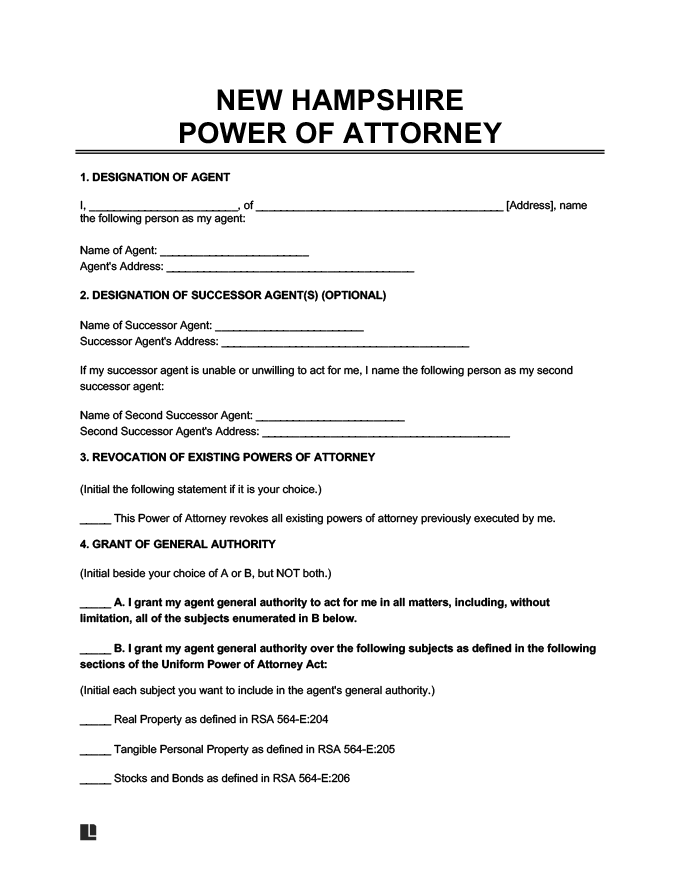 NEW HAMPSHIRE
POWER OF ATTORNEY
1. DESIGNATION OF AGENT
I, ________________________, of ________________________________________ [Address], name
the following person as my agent:
Name of Agent: ________________________
Agent's Address: ________________________________________
2. DESIGNATION OF SUCCESSOR AGENT(S) (OPTIONAL)
Name of Successor Agent: ________________________
Successor Agent's Address: ________________________________________
If my successor agent is unable or unwilling to act for me, I name the following person as my second
successor agent:
Name of Second Successor Agent: ________________________
Second Successor Agent's Address: ________________________________________
3. REVOCATION OF EXISTING POWERS OF ATTORNEY
(Initial the following statement if it is your choice.)
_____ This Power of Attorney revokes all existing powers of attorney previously executed by me.
4. GRANT OF GENERAL AUTHORITY
(Initial beside your choice of A or B, but NOT both.)
_____ A. I grant my agent general authority to act for me in all matters, including, without
limitation, all of the subjects enumerated in B below.
_____ B. I grant my agent general authority over the following subjects as defined in the following
sections of the Uniform Power of Attorney Act:
(Initial each subject you want to include in the agent's general authority.)
_____ Real Property as defined in RSA 564-E:204
_____ Tangible Personal Property as defined in RSA 564-E:205
_____ Stocks and Bonds as defined in RSA 564-E:206